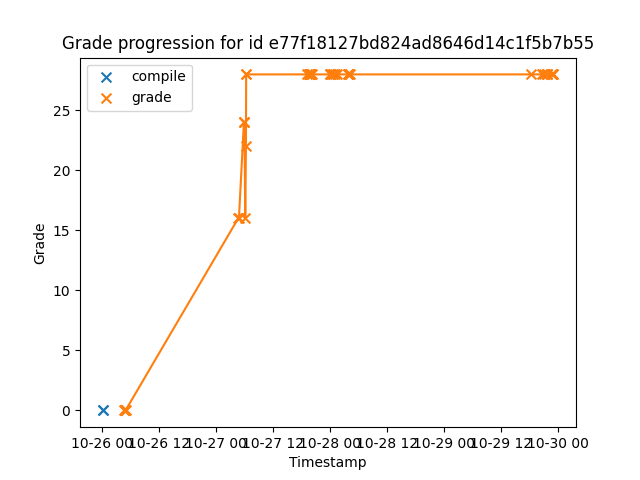 Grade progression for id e77f18127bd824ad8646d14c1f5b7b55
compile
grade
25
20
15
10
5
0
Grade
10-26 00 10-26 12 10-27 00 10-27 12 10-28 00 10-28 12 10-29 00 10-29 12 10-30 00
Timestamp